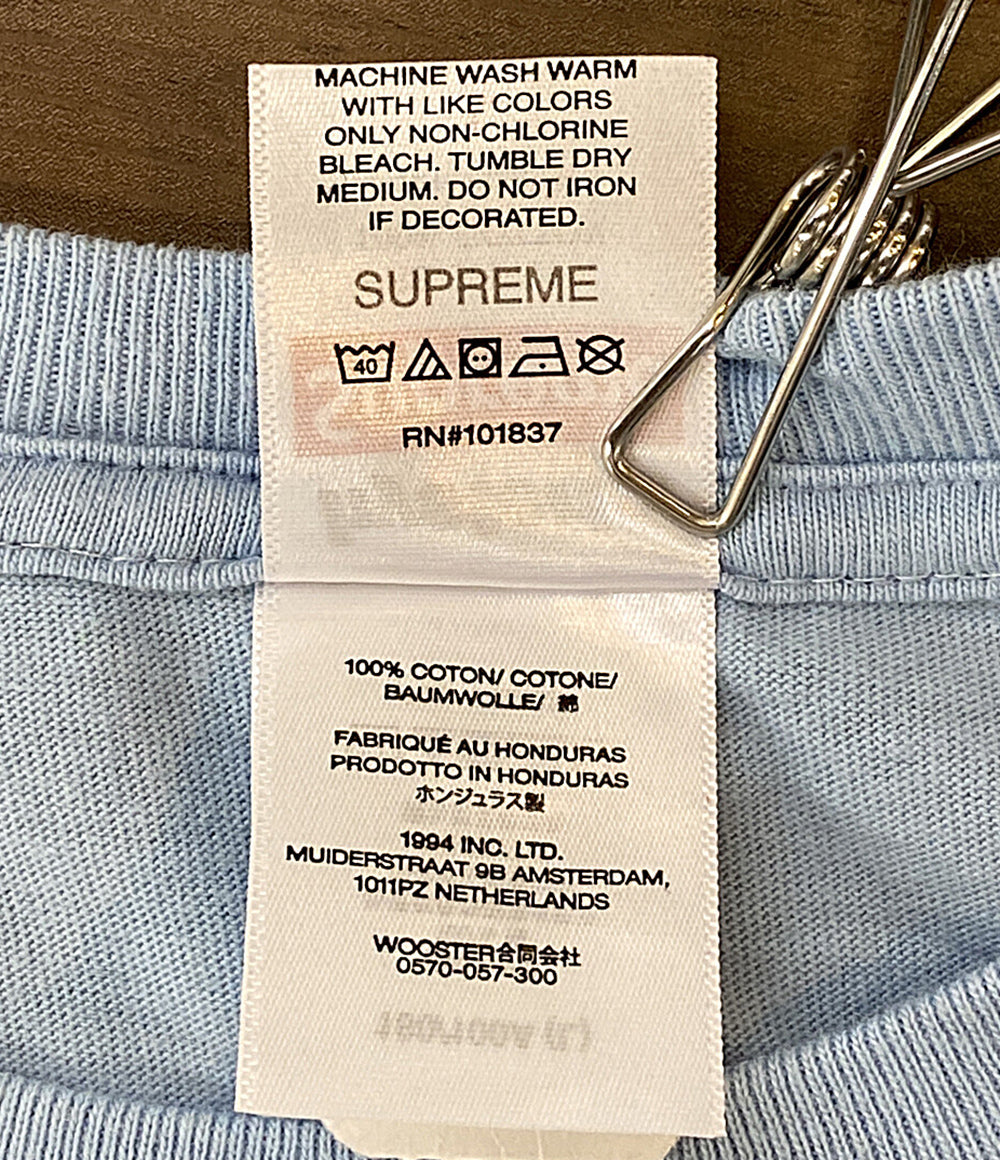 MACHINE WASH WARM
WITH LIKE COLORS
ONLY NON-CHLORINE
BLEACH. TUMBLE DRY
MEDIUM. DO NOT IRON
IF DECORATED.
SUPREME
40
RN#101837
100% COTON/ COTONE/
BAUMWOLLE/ 綿
FABRIQUÉ AU HONDURAS
PRODOTTO IN HONDURAS
ホンジュラス製
1994 INC. LTD.
MUIDERSTRAAT 9B AMSTERDAM,
1011PZ NETHERLANDS
WOOSTER合同会社
0570-057-300